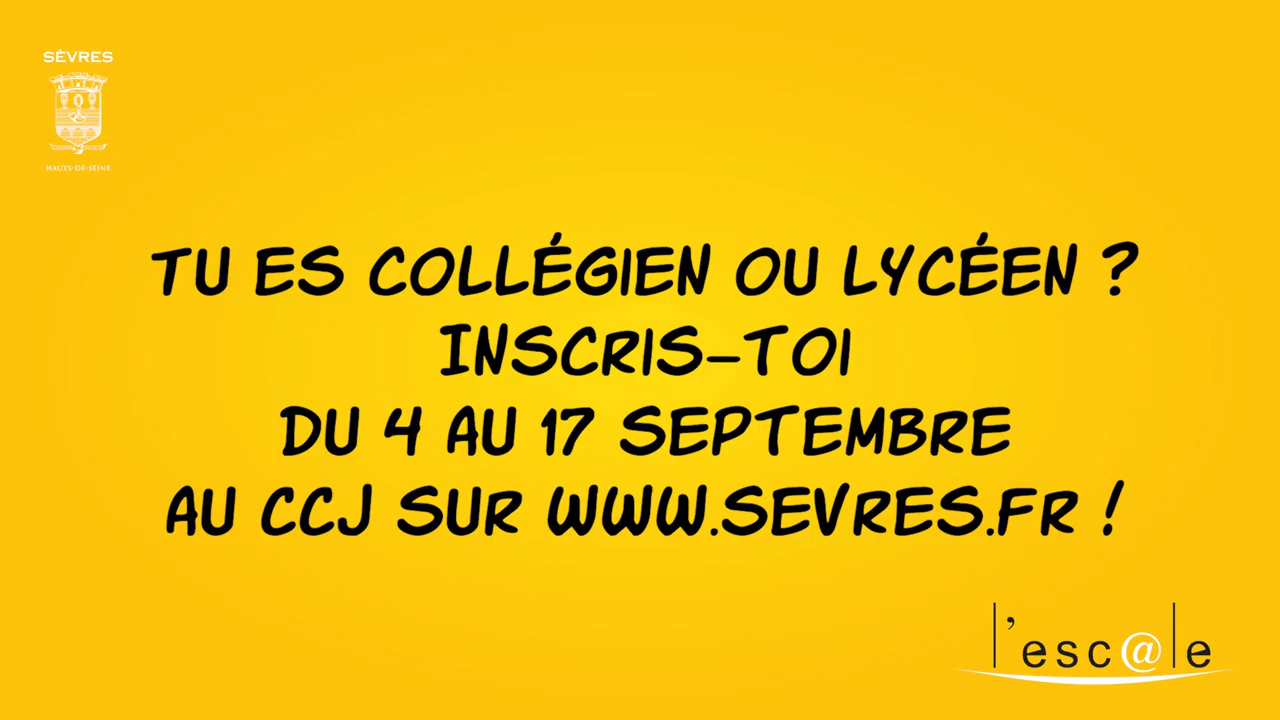 SÈVRES
HAUTS-DE-SEINE
TU ES COLLÉGIEN OU LYCÉEN ?
INSCRIS-TOI
DU 4 AU 17 SEPTEMBRE
AU CCJ SUR WWW.SEVRES.FR !
l'esc@le